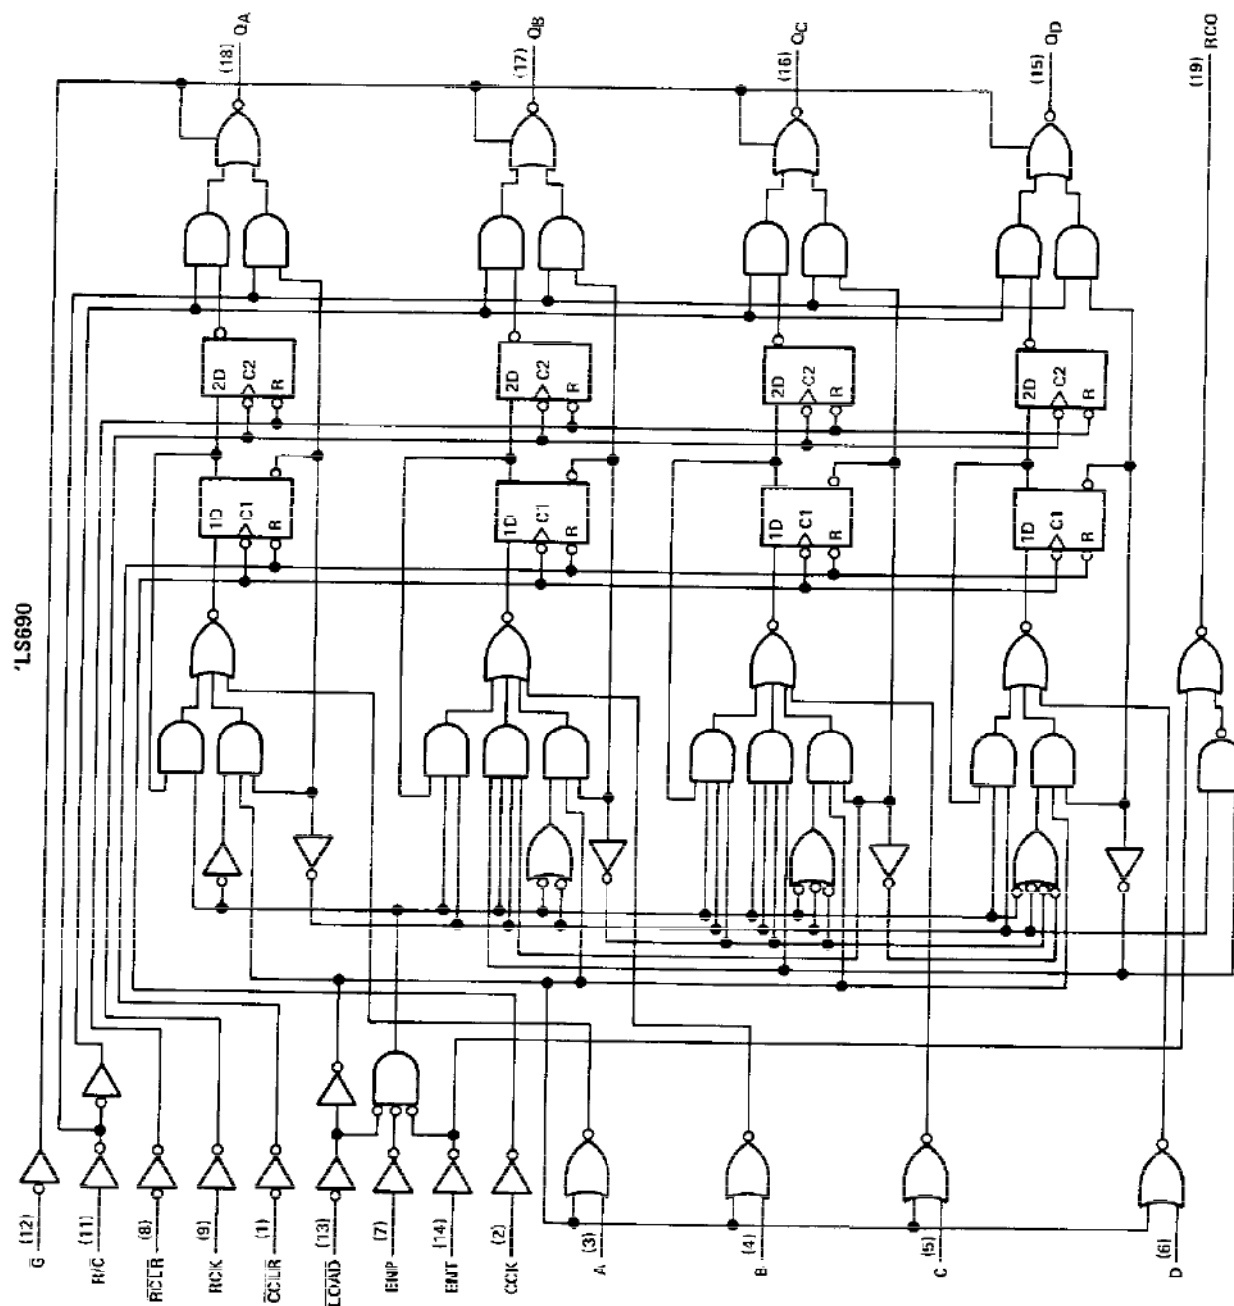 'LS690
G (12)
R/C (11)
RCLR (8)
RCK (9)
CCLR (1)
LOAD (13)
ENP (7)
ENT (14)
CCK (2)
A (3)
B (4)
C (5)
D (6)
1D C1 R
2D C2 R
(18) QA
1D C1 R
2D C2 R
(17) QB
1D C1 R
2D C2 R
(16) QC
1D C1 R
2D C2 R
(15) QD
(19) RCO